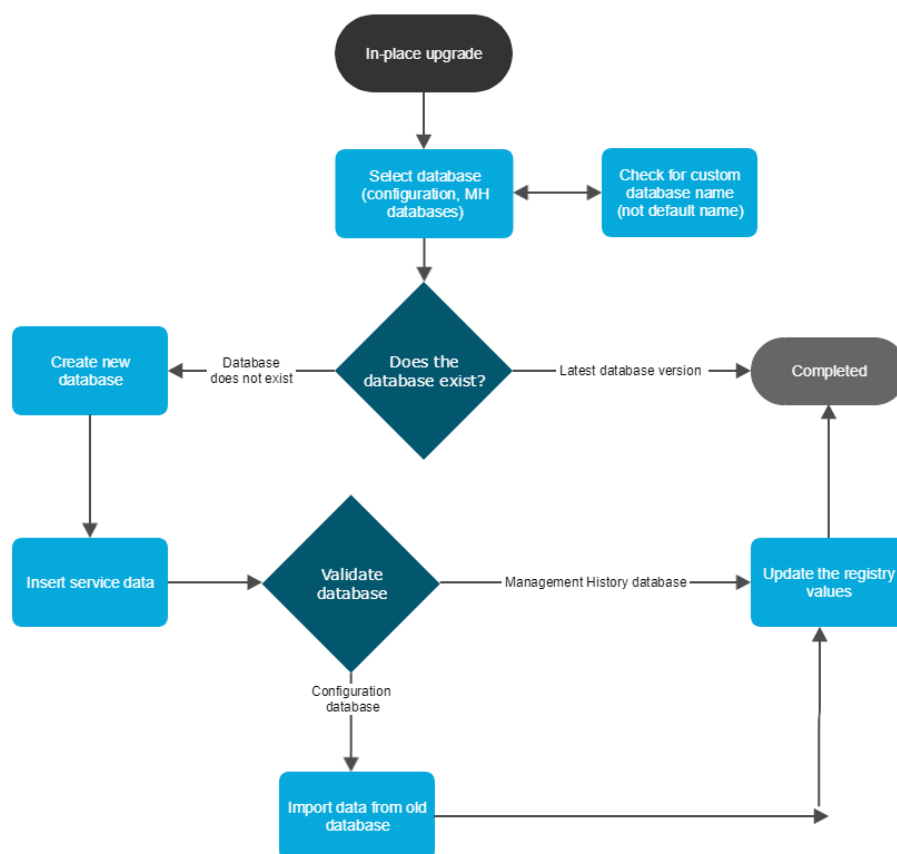 In-place upgrade
Select database
(configuration, MH
databases)
Check for custom
database name
(not default name)
Create new
database
Database
does not exist
Does the
database exist?
Latest database version
Completed
Insert service data
Validate
database
Management History database
Update the registry
values
Configuration
database
Import data from old
database